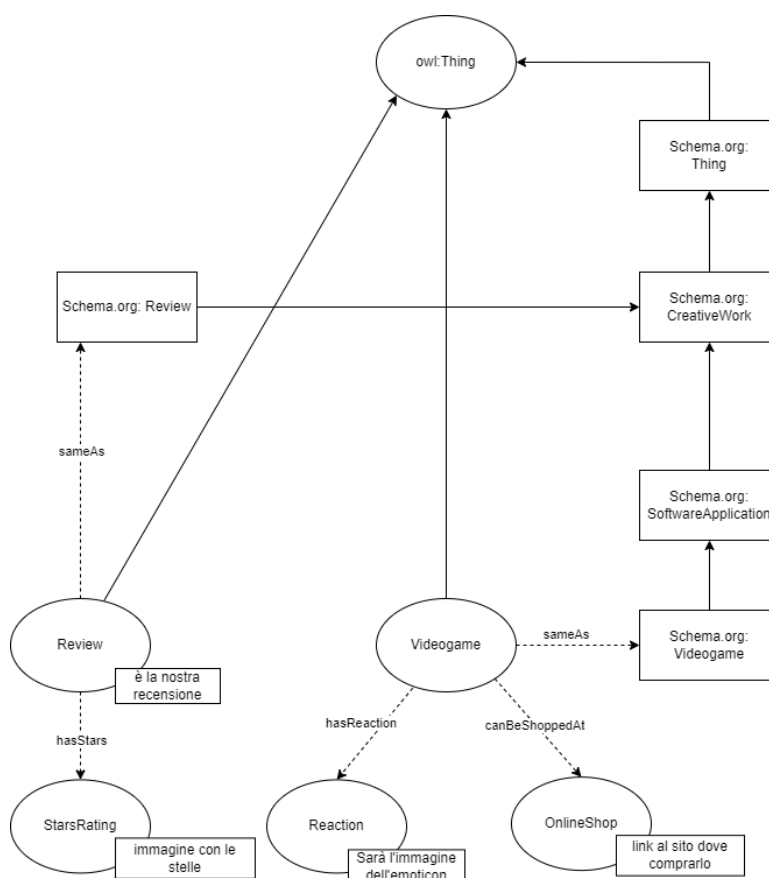 owl:Thing
Schema.org:
Thing
Schema.org: Review
Schema.org:
CreativeWork
sameAs
Schema.org:
SoftwareApplication
Review
è la nostra
recensione
Videogame
sameAs
Schema.org:
Videogame
hasStars
hasReaction
canBeShoppedAt
StarsRating
immagine con le
stelle
Reaction
Sarà l'immagine
dell'emoticon
OnlineShop
link al sito dove
comprarlo